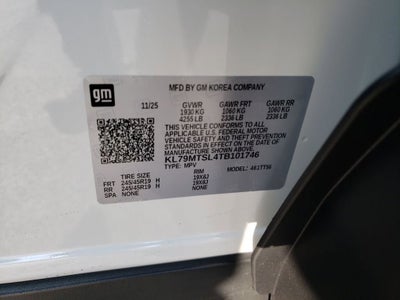 gm
MFD BY GM KOREA COMPANY
11/25 GVWR GAWR FRT GAWR RR
1930 KG 1060 KG 1060 KG
4255 LB 2336 LB 2336 LB
THIS VEHICLE CONFORMS TO ALL
APPLICABLE U.S. FEDERAL MOTOR
VEHICLE SAFETY AND THEFT PREVENTION
STANDARDS IN EFFECT ON THE DATE OF
MANUFACTURE SHOWN ABOVE.
KL79MTSL4TB101746
TYPE: MPV MODEL: 461TT56
TIRE SIZE RIM
FRT 245/45R19 H 19X8J
RR 245/45R19 H 19X8J
SPA NONE NONE